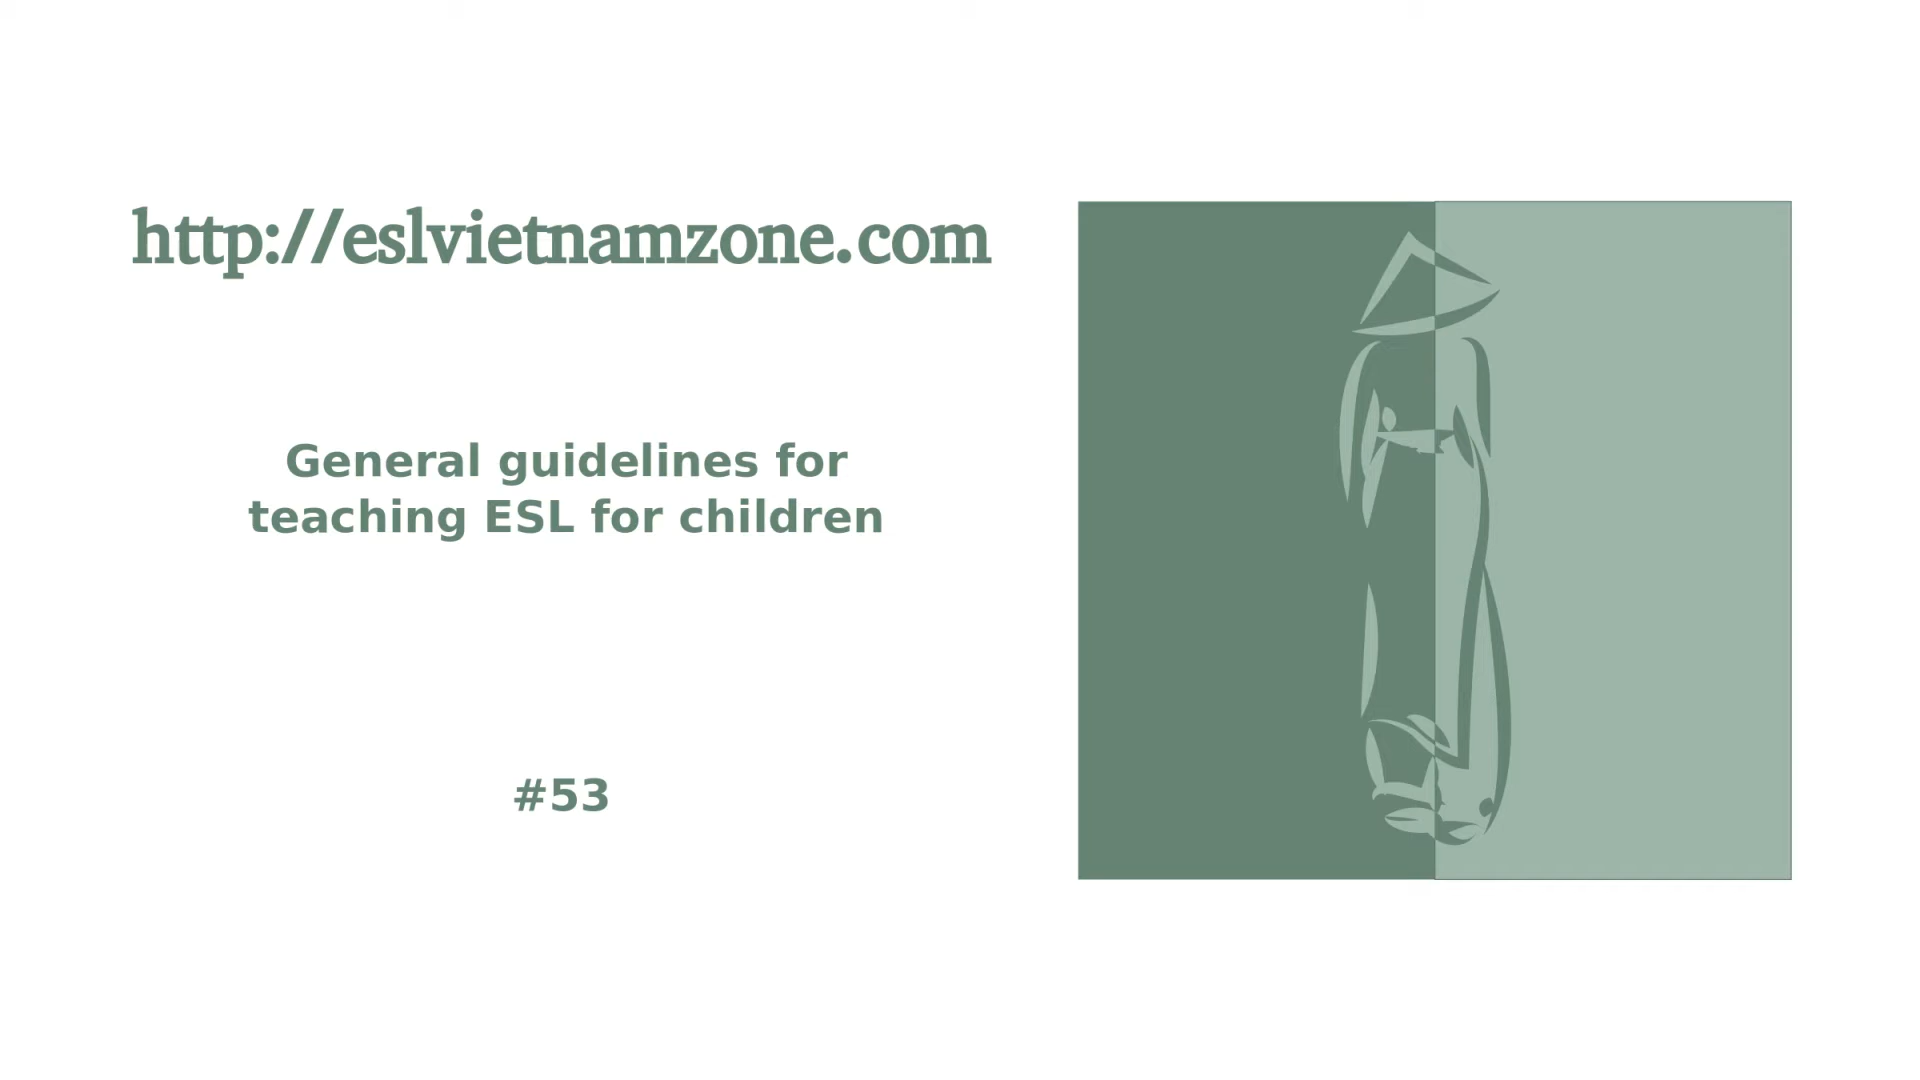 http://eslvietnamzone.com
General guidelines for
teaching ESL for children
#53